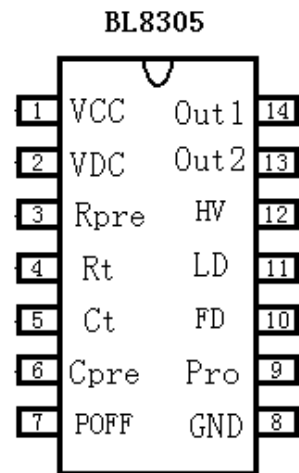 BL8305
1 VCC Out1 14
2 VDC Out2 13
3 Rpre HV 12
4 Rt LD 11
5 Ct FD 10
6 Cpre Pro 9
7 POFF GND 8